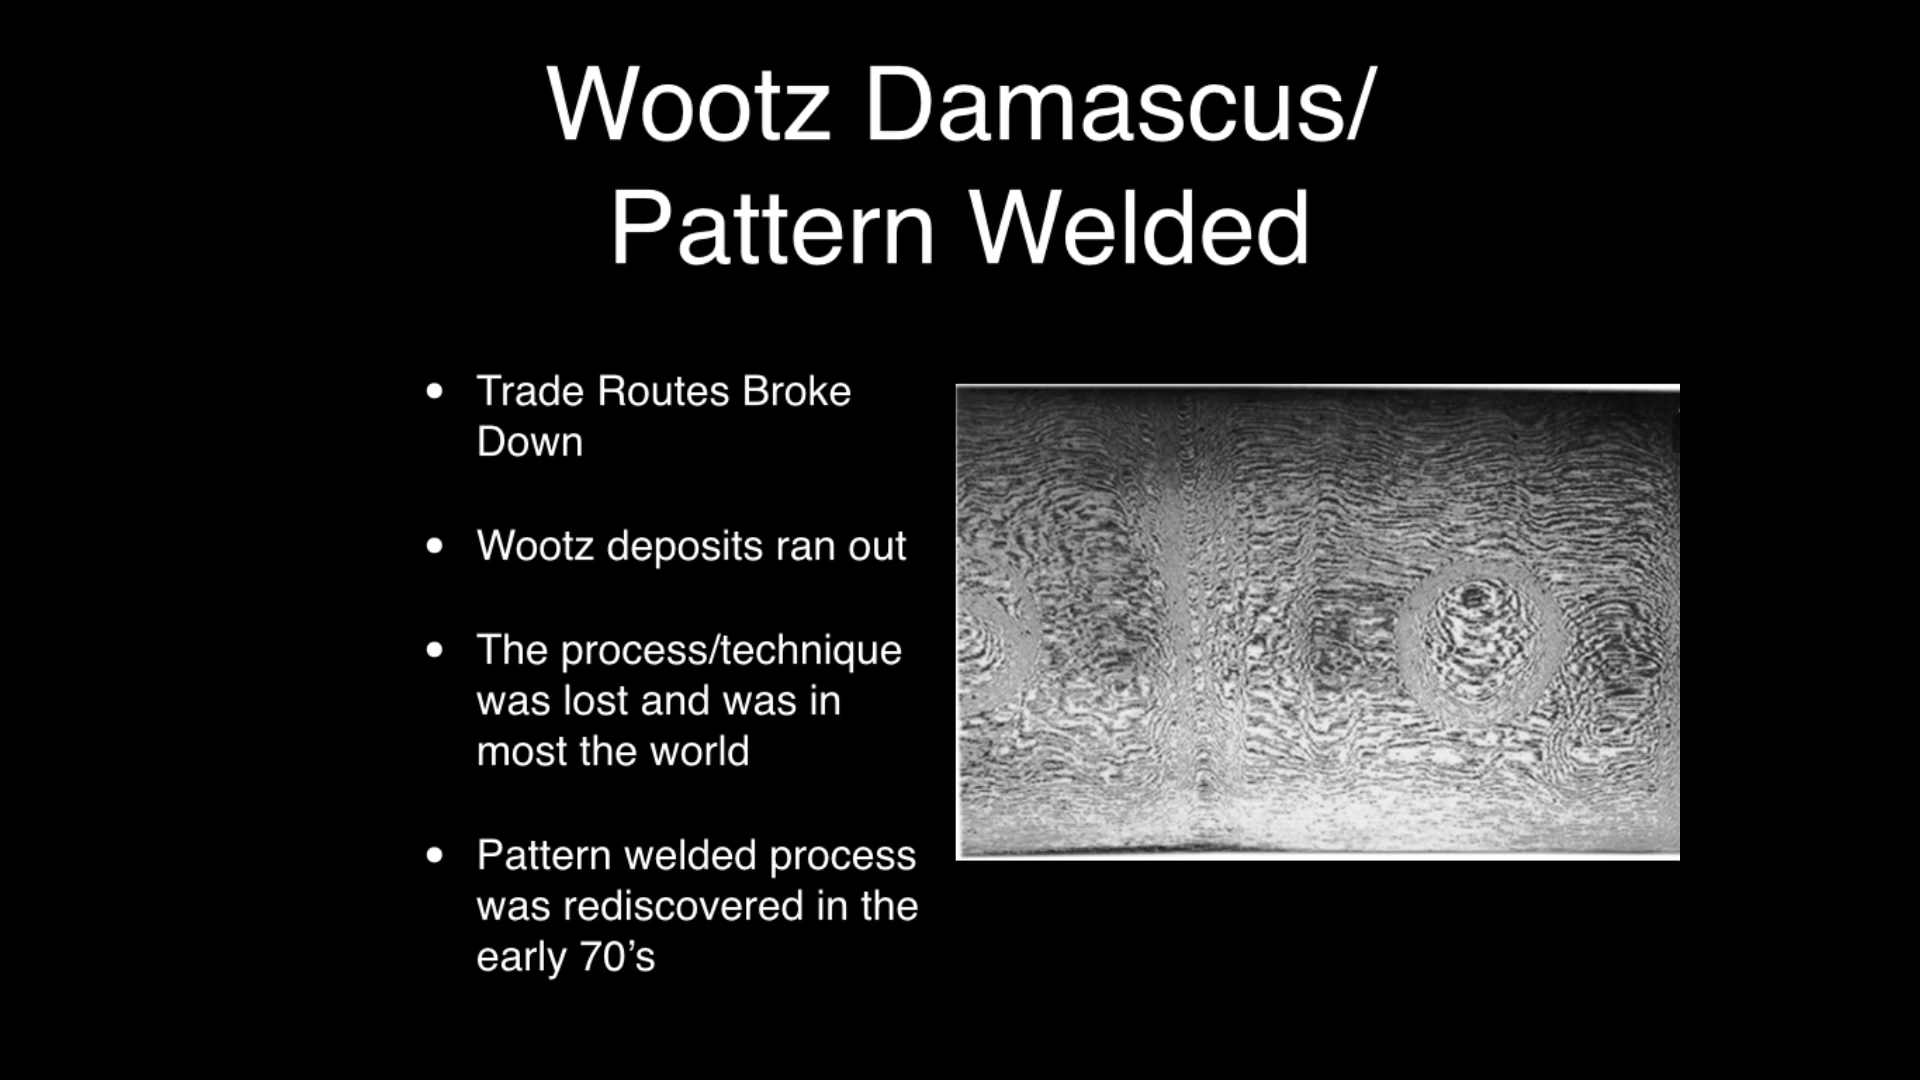 Wootz Damascus/
Pattern Welded
• Trade Routes Broke
Down
• Wootz deposits ran out
• The process/technique
was lost and was in
most the world
• Pattern welded process
was rediscovered in the
early 70’s